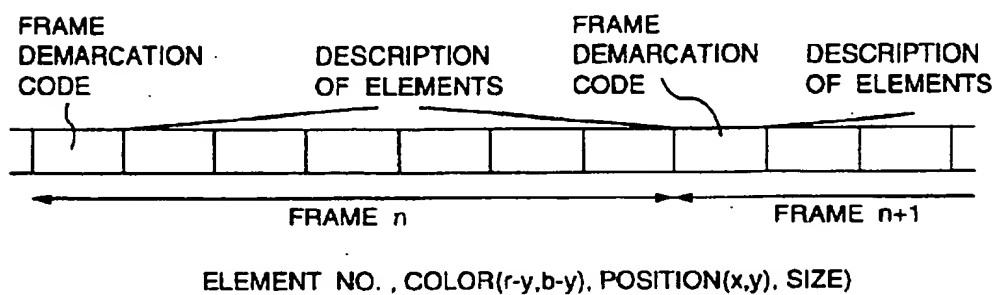 FRAME
DEMARCATION
CODE
DESCRIPTION
OF ELEMENTS
FRAME
DEMARCATION
CODE
DESCRIPTION
OF ELEMENTS
FRAME n
FRAME n+1
ELEMENT NO. , COLOR(r-y,b-y), POSITION(x,y), SIZE)